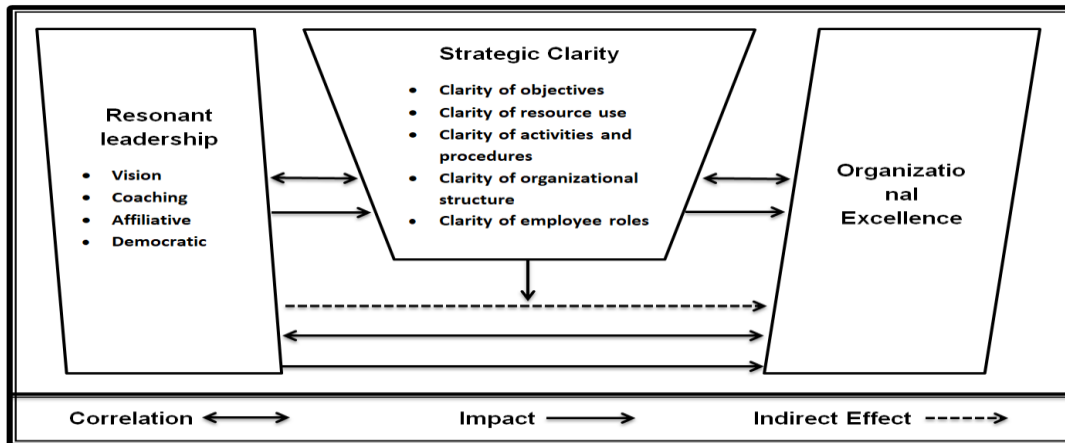 Resonant
leadership
• Vision
• Coaching
• Affiliative
• Democratic
Strategic Clarity
• Clarity of objectives
• Clarity of resource use
• Clarity of activities and
procedures
• Clarity of organizational
structure
• Clarity of employee roles
Organizatio
nal
Excellence
Correlation
Impact
Indirect Effect